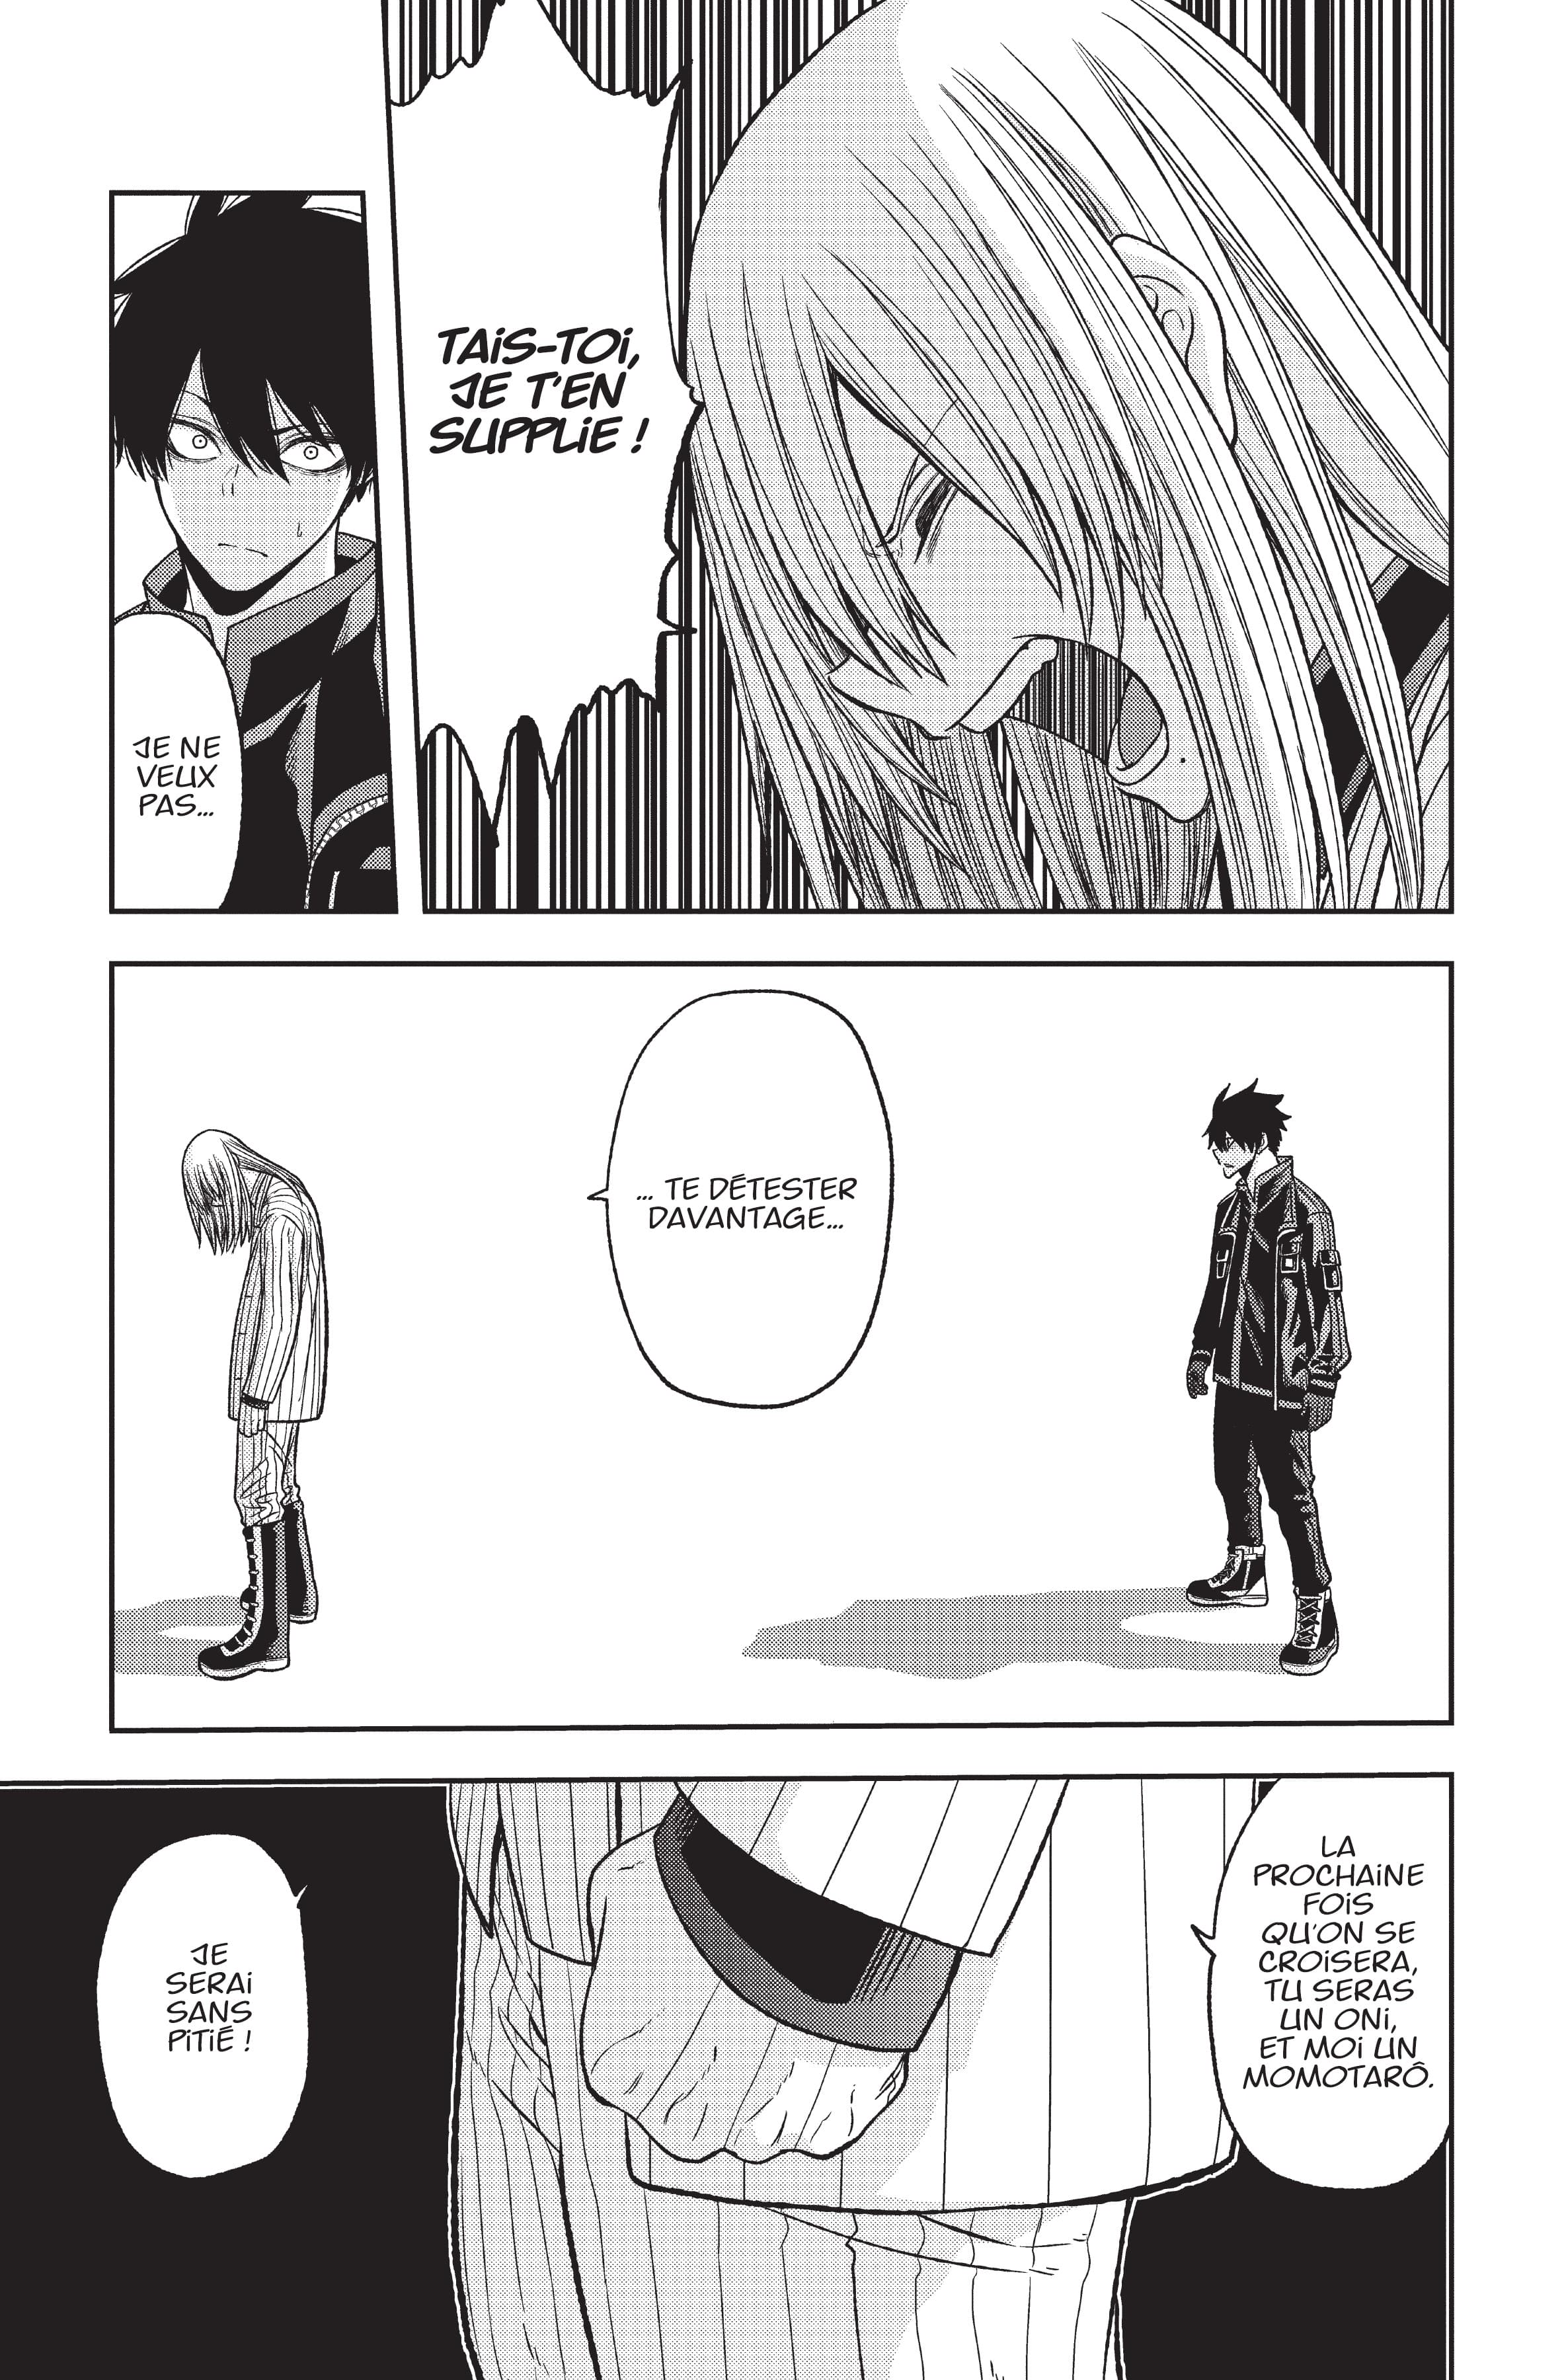 TAIS-TOI,
JE T'EN
SUPPLIE !
JE NE
VEUX
PAS...
... TE DÉTESTER
DAVANTAGE...
LA
PROCHAINE
FOIS
QU'ON SE
CROISERA,
TU SERAS
UN ONI,
ET MOI UN
MOMOTARÔ.
JE
SERAI
SANS
PITIÉ !